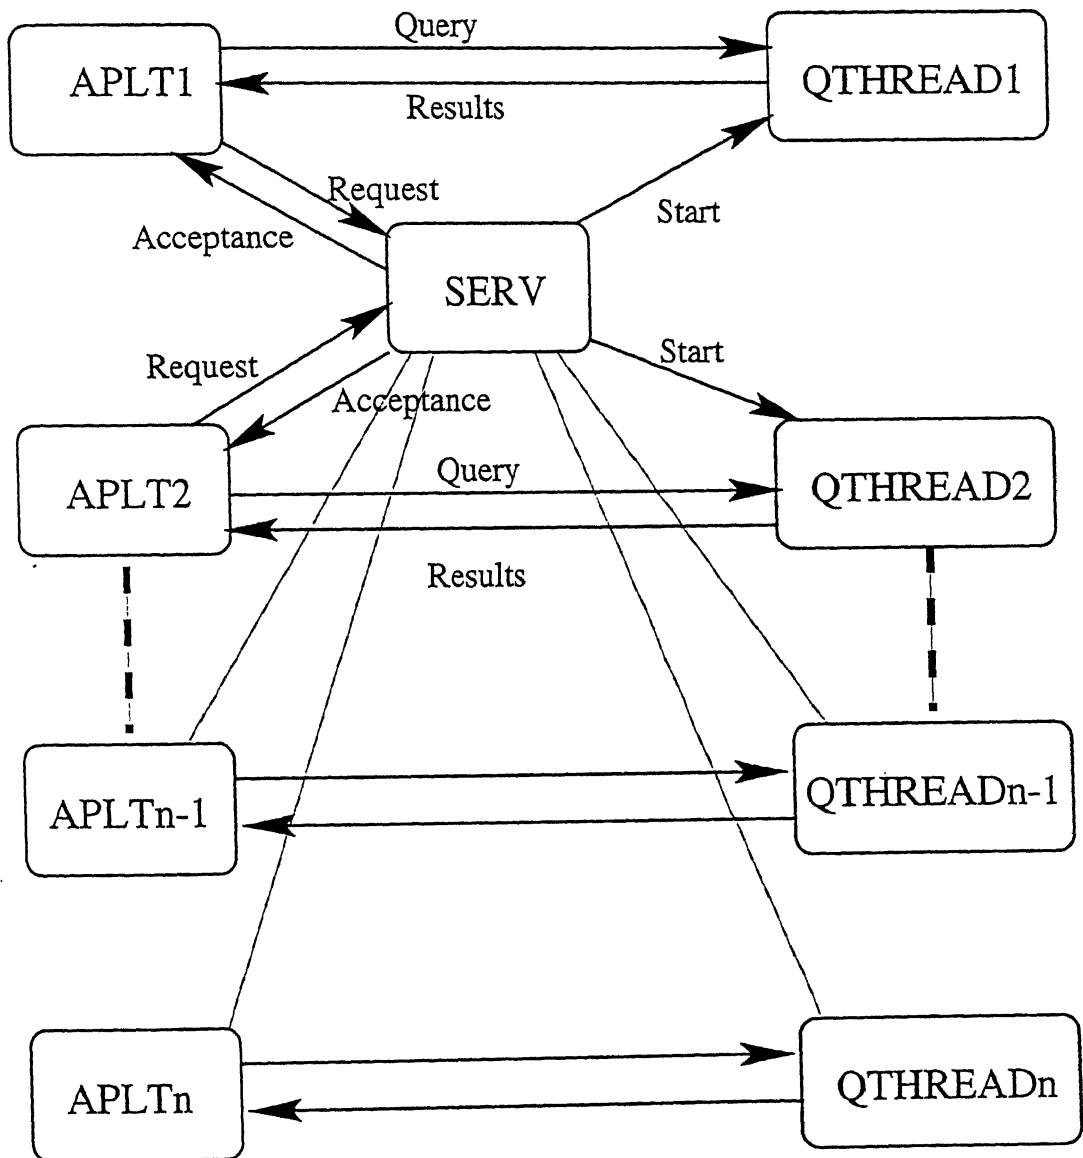 Query
APLT1
QTHREAD1
Results
Request
Start
Acceptance
SERV
Request
Start
Acceptance
APLT2
Query
QTHREAD2
Results
APLTn-1
QTHREADn-1
APLTn
QTHREADn